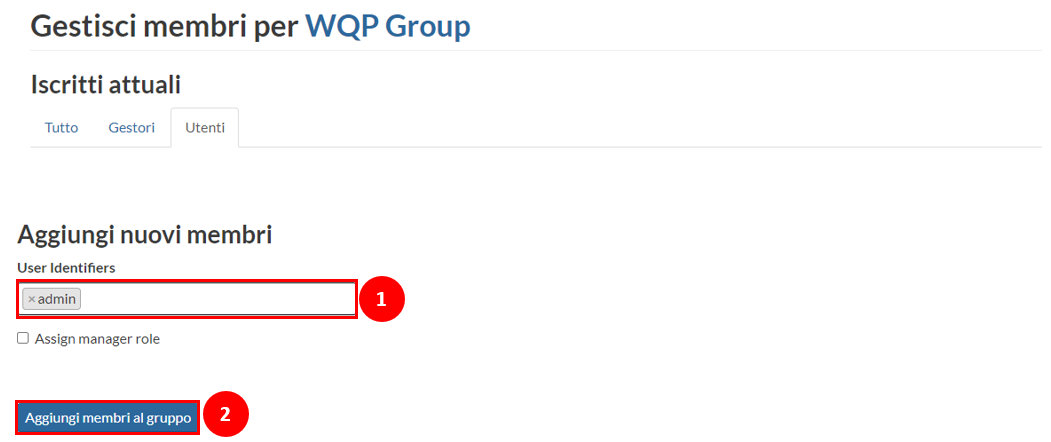 Gestisci membri per WQP Group
Iscritti attuali
Tutto Gestori Utenti
Aggiungi nuovi membri
User Identifiers
×admin
1
Assign manager role
Aggiungi membri al gruppo
2